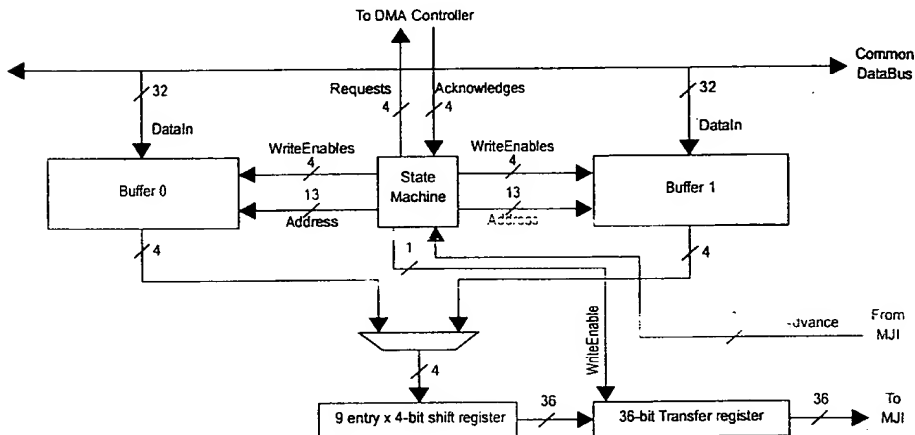 To DMA Controller
Common
DataBus
32
Requests
Acknowledges
32
4
4
DataIn
DataIn
WriteEnables
WriteEnables
4
4
Buffer 0
State
Machine
Buffer 1
13
13
Address
Address
4
1
4
WriteEnable
From
MJI
4
9 entry x 4-bit shift register
36
36-bit Transfer register
36
To
MJI